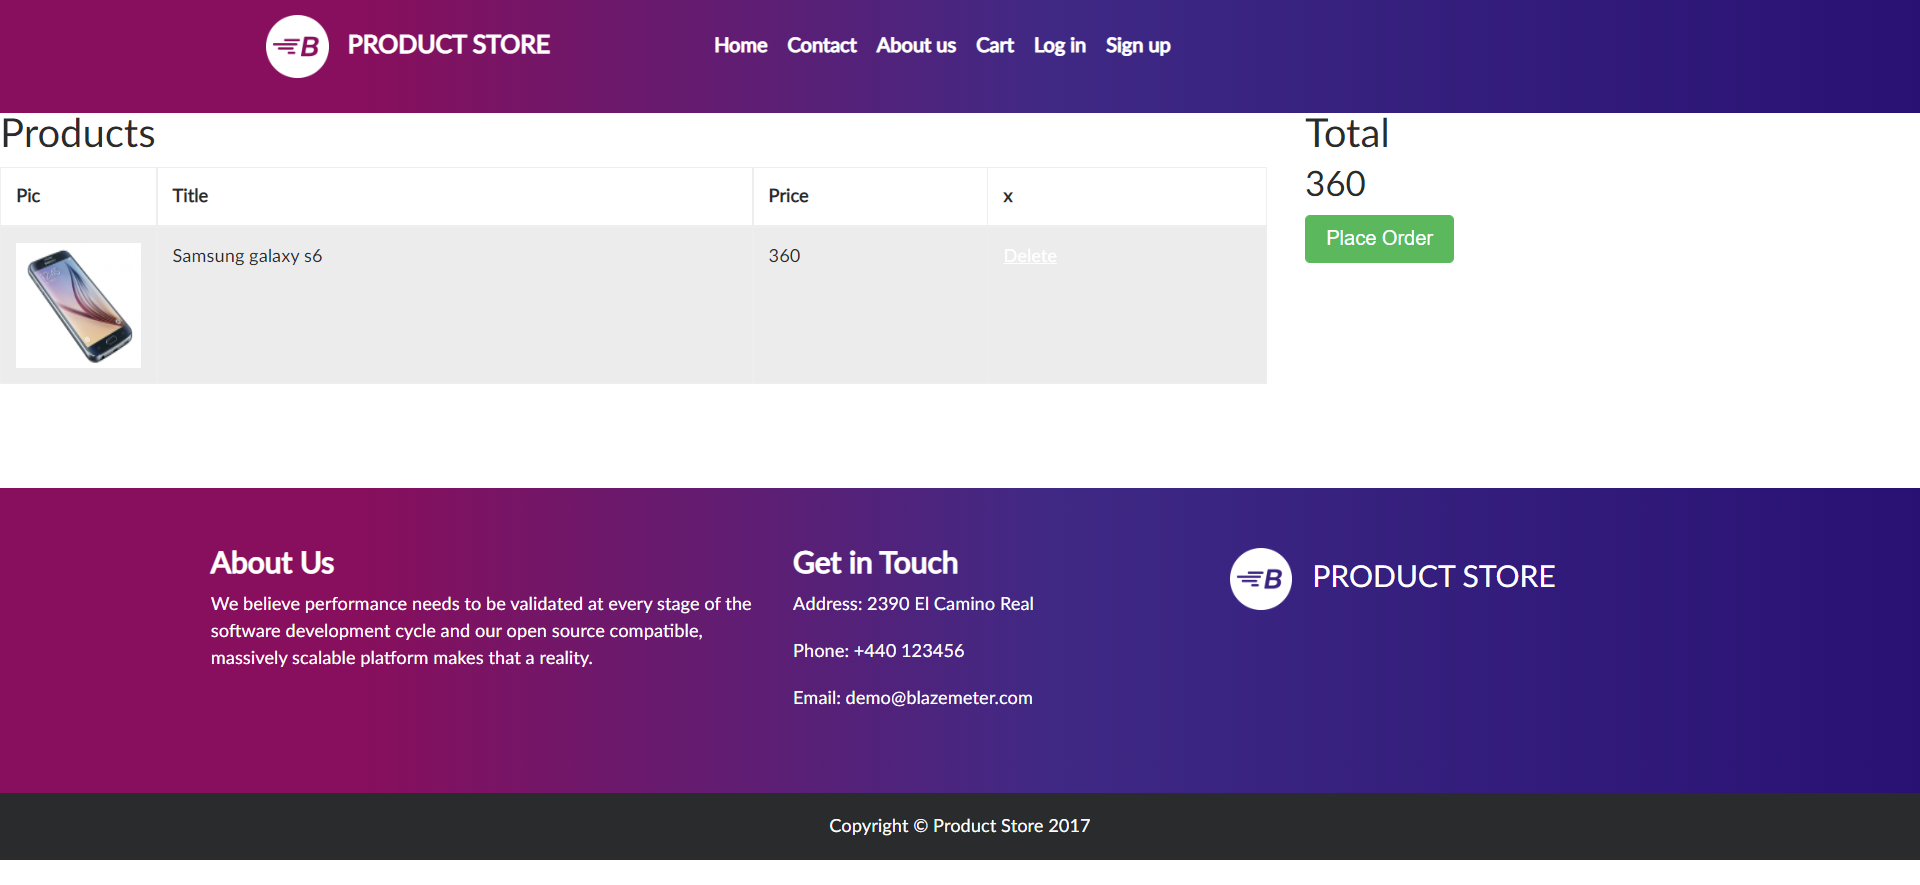 B PRODUCT STORE Home Contact About us Cart Log in Sign up
Products
Total
360
Pic Title Price x
Samsung galaxy s6 360 Delete
Place Order
About Us
We believe performance needs to be validated at every stage of the
software development cycle and our open source compatible,
massively scalable platform makes that a reality.
Get in Touch
Address: 2390 El Camino Real
Phone: +440 123456
Email: demo@blazemeter.com
B PRODUCT STORE
Copyright © Product Store 2017